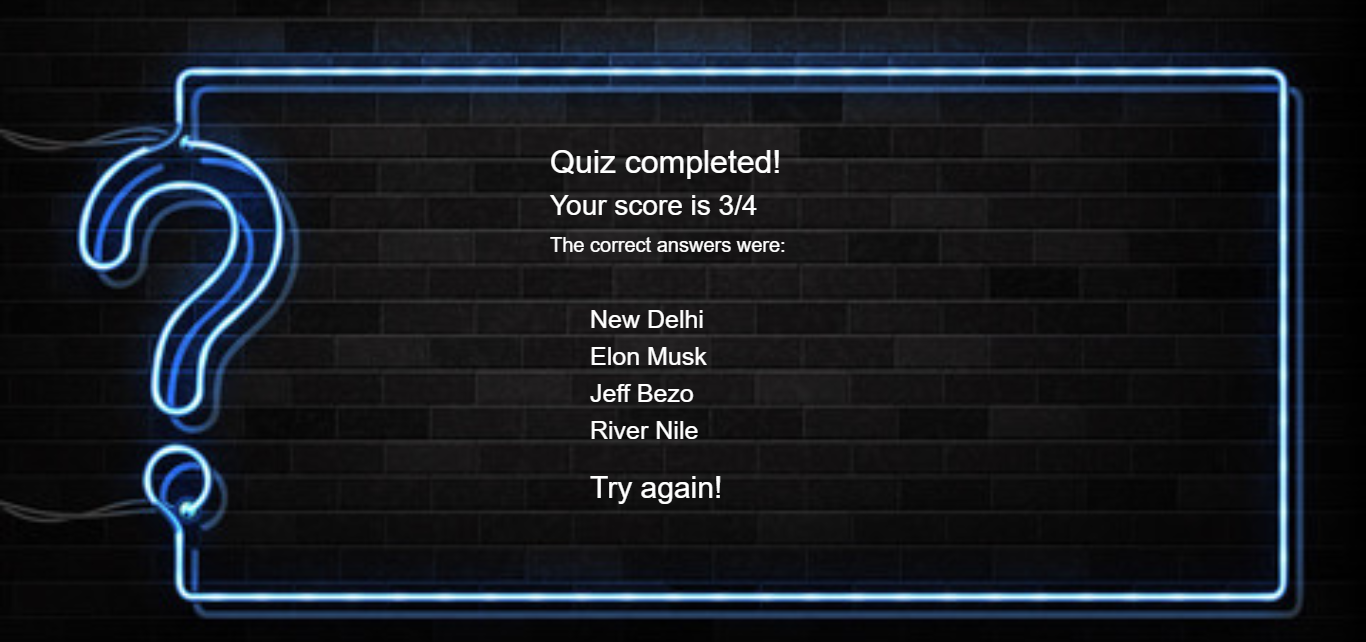 Quiz completed!
Your score is 3/4
The correct answers were:
New Delhi
Elon Musk
Jeff Bezo
River Nile
Try again!